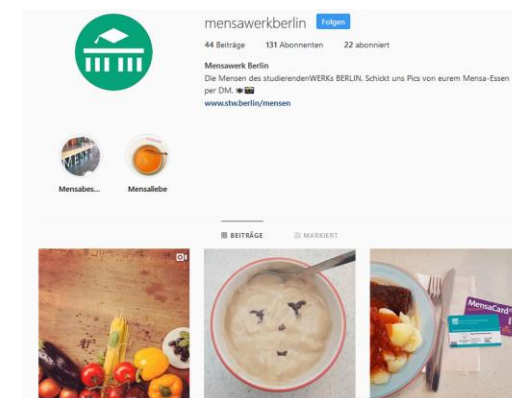 mensawerkberlin Folgen
44 Beiträge 131 Abonnenten 22 abonniert
Mensawerk Berlin
Die Mensen des studierendenWERKs BERLIN. Schickt uns Pics von eurem Mensa-Essen
per DM.
www.stw.berlin/mensen
Mensabes... Mensaliebe
BEITRÄGE MARKIERT
MensaCard